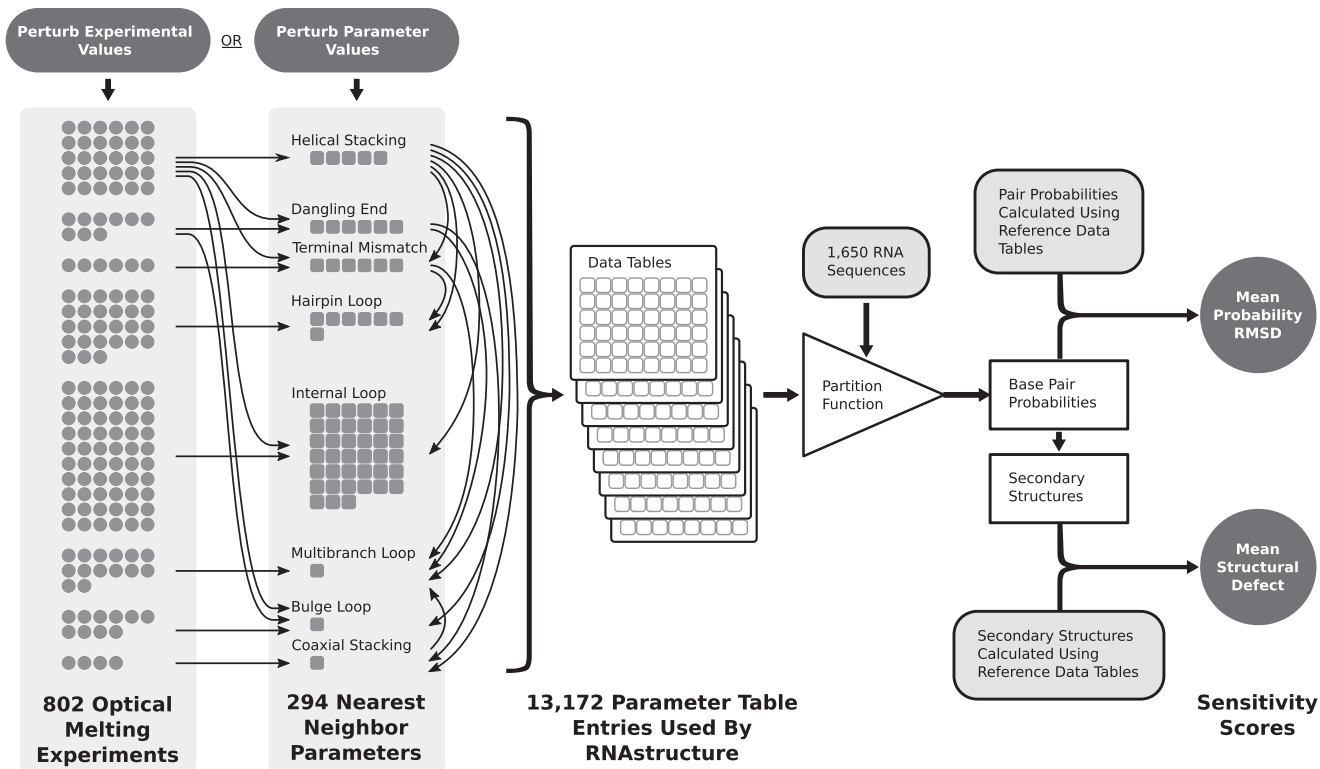 Perturb Experimental
Values
OR
Perturb Parameter
Values
Helical Stacking
Dangling End
Terminal Mismatch
Hairpin Loop
Internal Loop
Multibranch Loop
Bulge Loop
Coaxial Stacking
802 Optical
Melting
Experiments
294 Nearest
Neighbor
Parameters
Data Tables
13,172 Parameter Table
Entries Used By
RNAstructure
1,650 RNA
Sequences
Partition
Function
Pair Probabilities
Calculated Using
Reference Data
Tables
Base Pair
Probabilities
Secondary
Structures
Secondary Structures
Calculated Using
Reference Data Tables
Mean
Probability
RMSD
Mean
Structural
Defect
Sensitivity
Scores